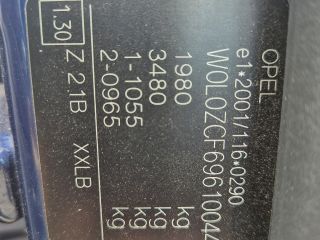 OPEL
e1*2001/116*0290
W0L0ZCF6961004
1980 kg
3480 kg
1-1055 kg
2-0965 kg
1.30 Z 21B XXLB